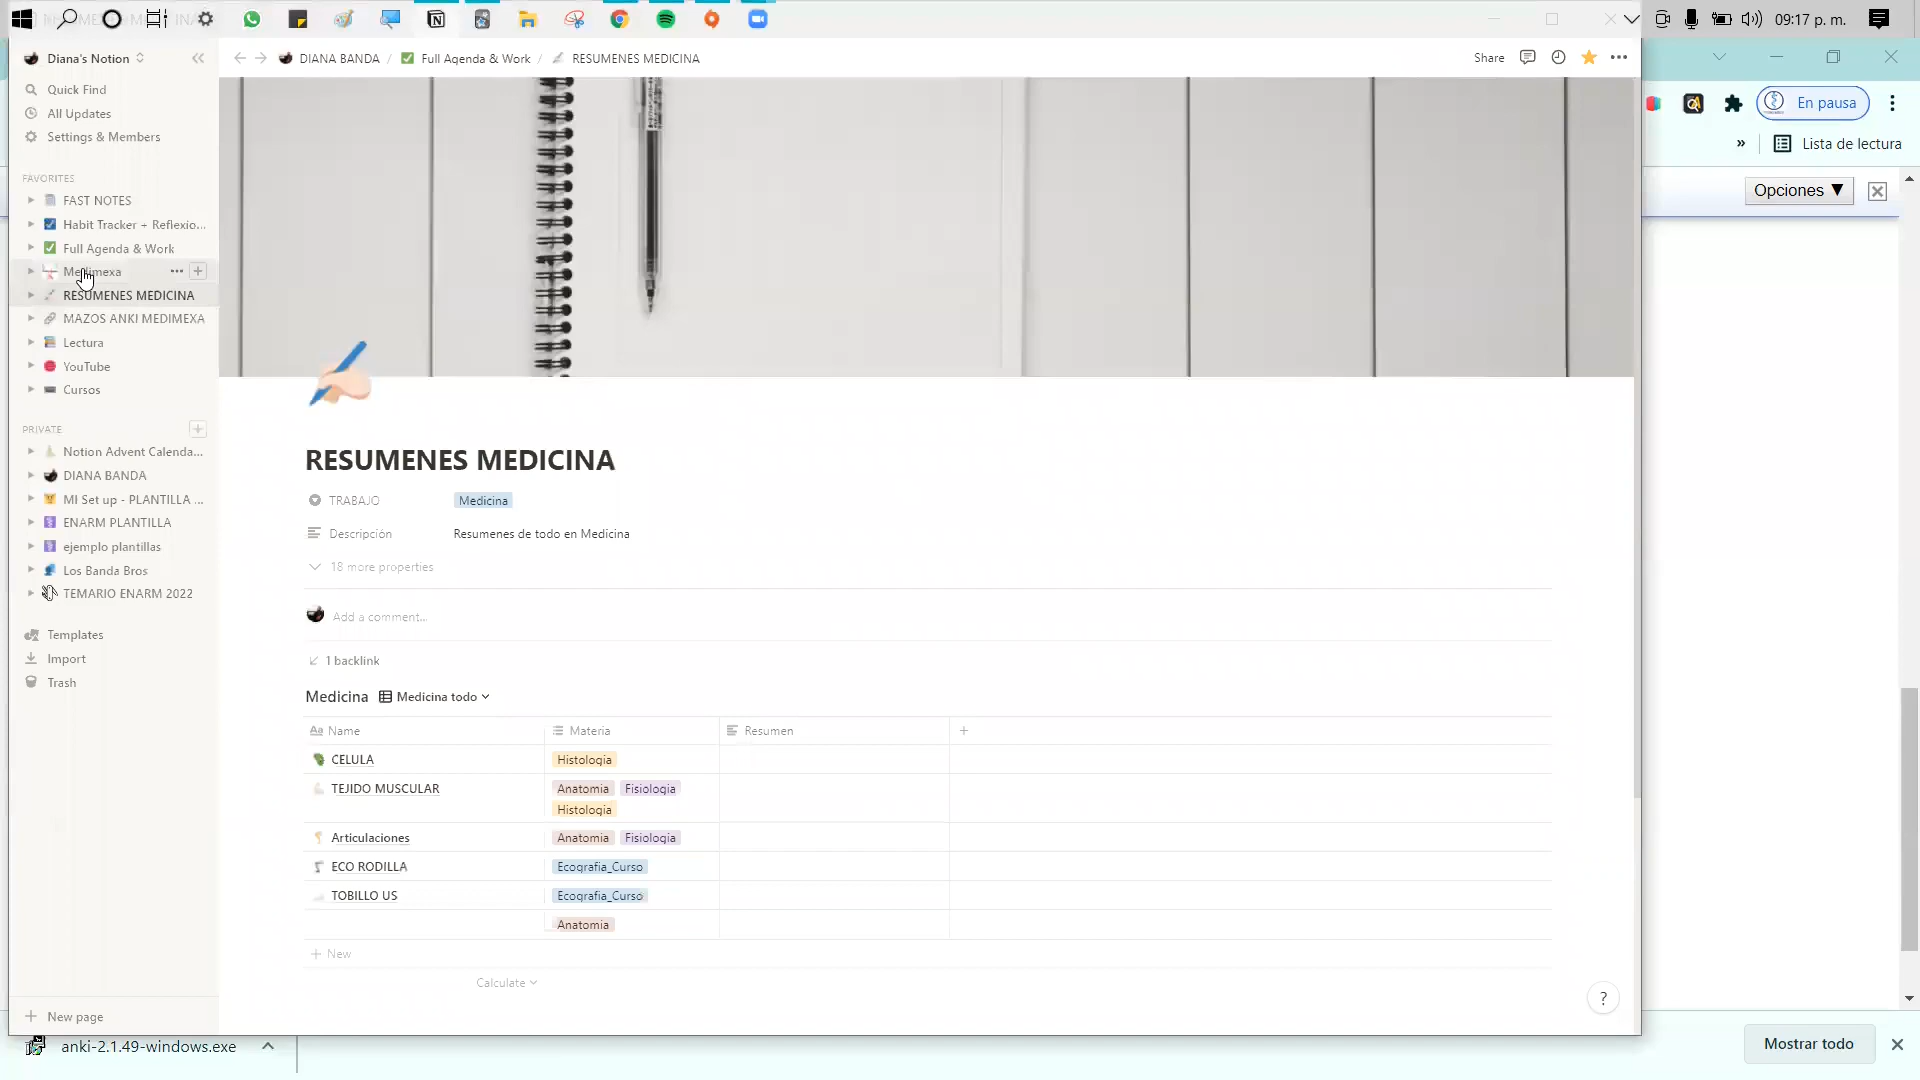 09:17 p. m.
Diana's Notion
DIANA BANDA / Full Agenda & Work / RESUMENES MEDICINA
Share
Quick Find
All Updates
Settings & Members
En pausa
» Lista de lectura
Opciones ▼
FAVORITES
FAST NOTES
Habit Tracker + Reflexio...
Full Agenda & Work
Medimexa
RESUMENES MEDICINA
MAZOS ANKI MEDIMEXA
Lectura
YouTube
Cursos
PRIVATE
Notion Advent Calenda...
DIANA BANDA
MI Set up - PLANTILLA ...
ENARM PLANTILLA
ejemplo plantillas
Los Banda Bros
TEMARIO ENARM 2022
Templates
Import
Trash
New page
RESUMENES MEDICINA
TRABAJO Medicina
Descripción Resumenes de todo en Medicina
18 more properties
Add a comment...
1 backlink
Medicina Medicina todo
Aa Name Materia Resumen +
CELULA Histologia
TEJIDO MUSCULAR Anatomia Fisiologia
Histologia
Articulaciones Anatomia Fisiologia
ECO RODILLA Ecografia_Curso
TOBILLO US Ecografia_Curso
Anatomia
+ New
Calculate
?
anki-2.1.49-windows.exe
Mostrar todo